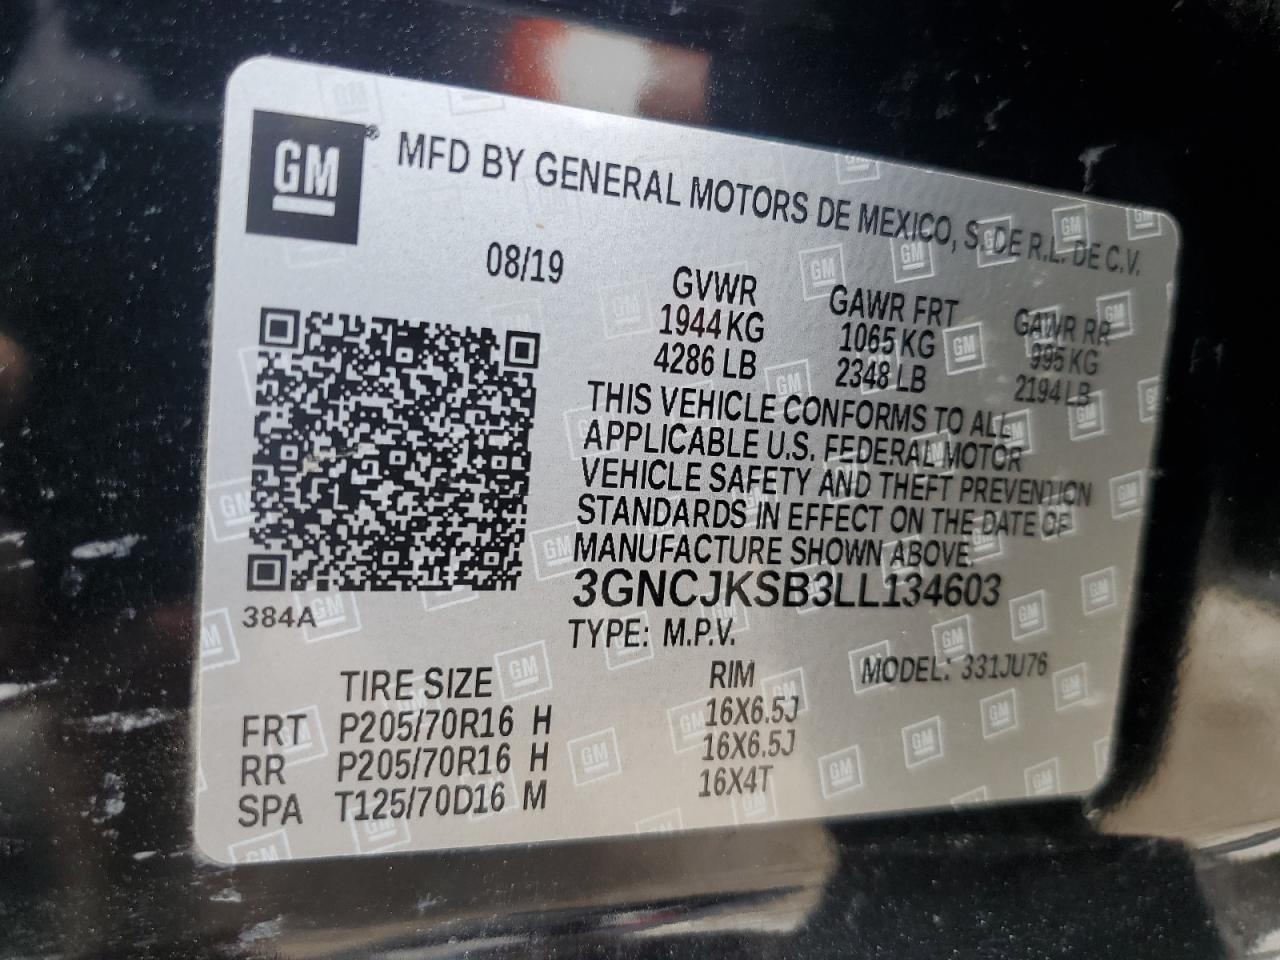 GM® MFD BY GENERAL MOTORS DE MEXICO, S. DE R.L. DE C.V.
08/19
GVWR GAWR FRT GAWR RR
1944 KG 1065 KG 995 KG
4286 LB 2348 LB 2194 LB
THIS VEHICLE CONFORMS TO ALL
APPLICABLE U.S. FEDERAL MOTOR
VEHICLE SAFETY AND THEFT PREVENTION
STANDARDS IN EFFECT ON THE DATE OF
MANUFACTURE SHOWN ABOVE.
3GNCJKSB3LL134603
384A
TYPE: M.P.V. MODEL: 331JU76
TIRE SIZE RIM
FRT P205/70R16 H 16X6.5J
RR P205/70R16 H 16X6.5J
SPA T125/70D16 M 16X4T